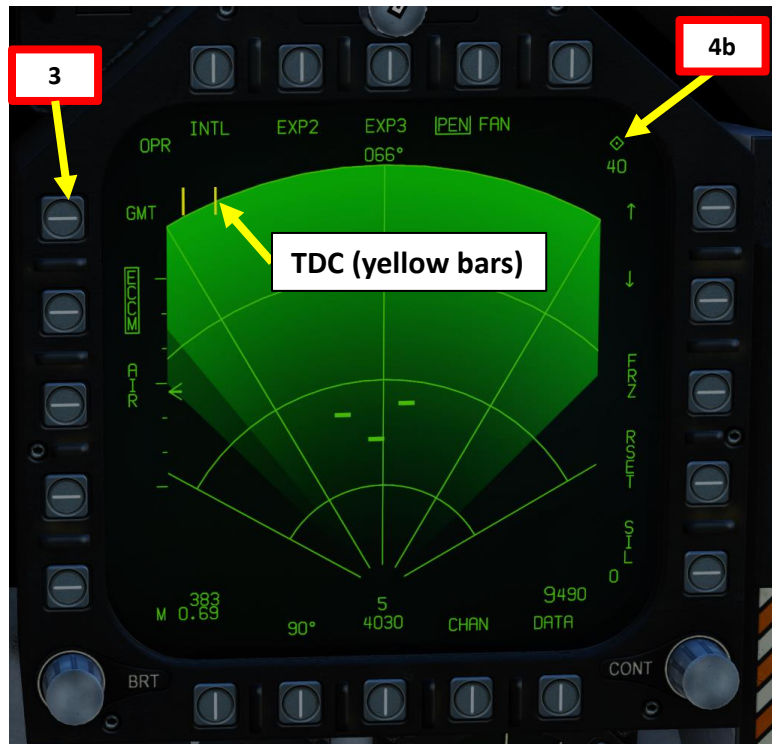 3
4b
INTL EXP2 EXP3 PEN FAN
OPR
066°
40
GMT
TDC (yellow bars)
ECCM
AIR
FRZ
RSET
SIL
0
383
M 0.69
90°
5
4030
CHAN
DATA
9490
BRT
CONT